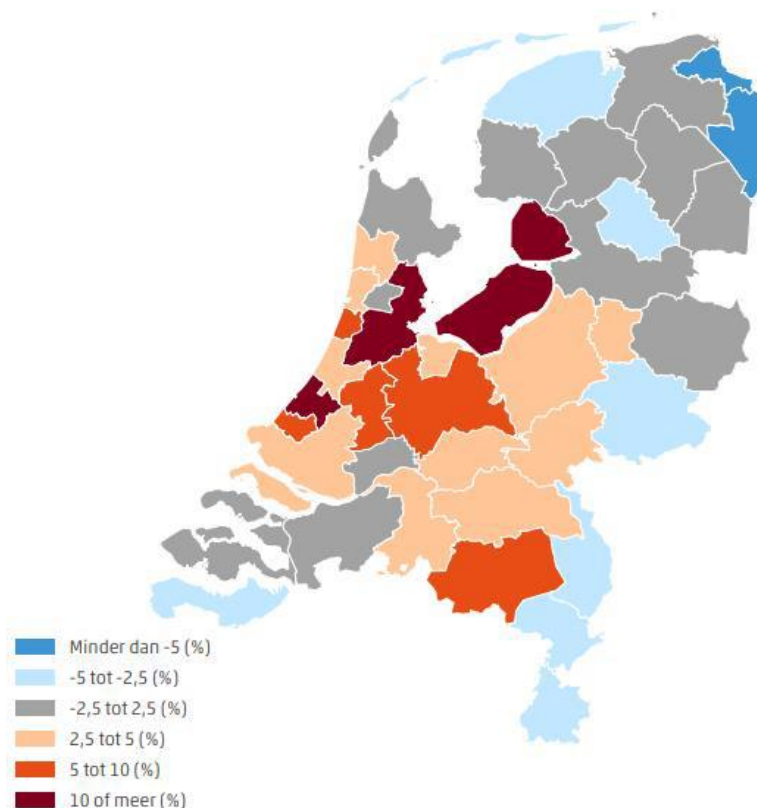 Minder dan -5 (%)
-5 tot -2,5 (%)
-2,5 tot 2,5 (%)
2,5 tot 5 (%)
5 tot 10 (%)
10 of meer (%)